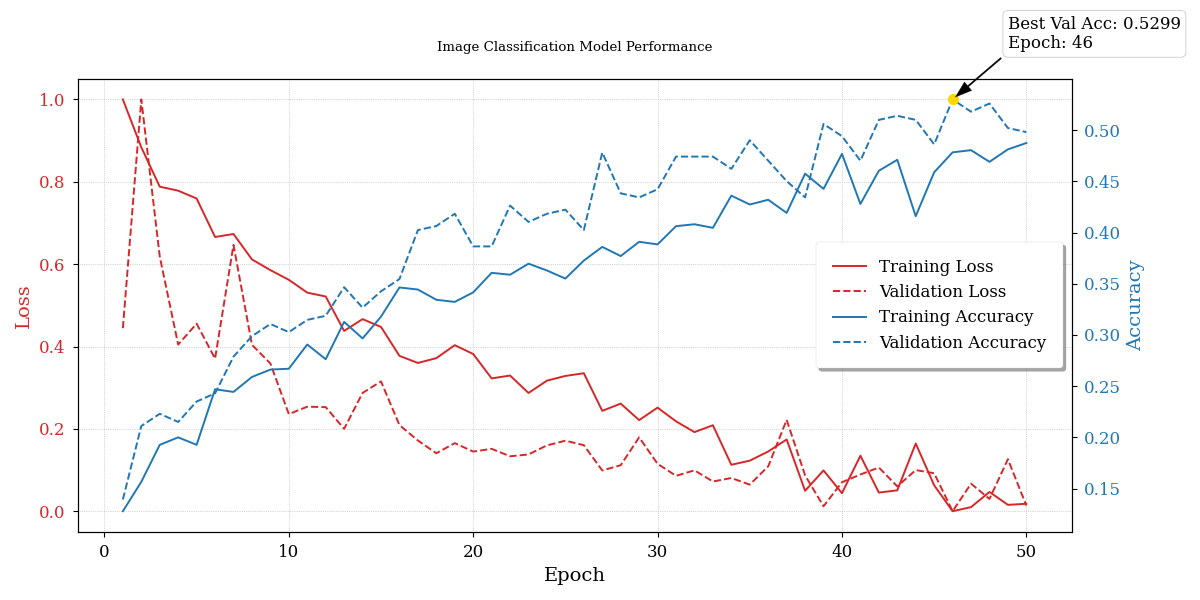 Best Val Acc: 0.5299
Epoch: 46
Image Classification Model Performance
1.0
0.8
0.6
0.4
0.2
0.0
Loss
0.50
0.45
0.40
0.35
0.30
0.25
0.20
0.15
Accuracy
Training Loss
Validation Loss
Training Accuracy
Validation Accuracy
0 10 20 30 40 50
Epoch